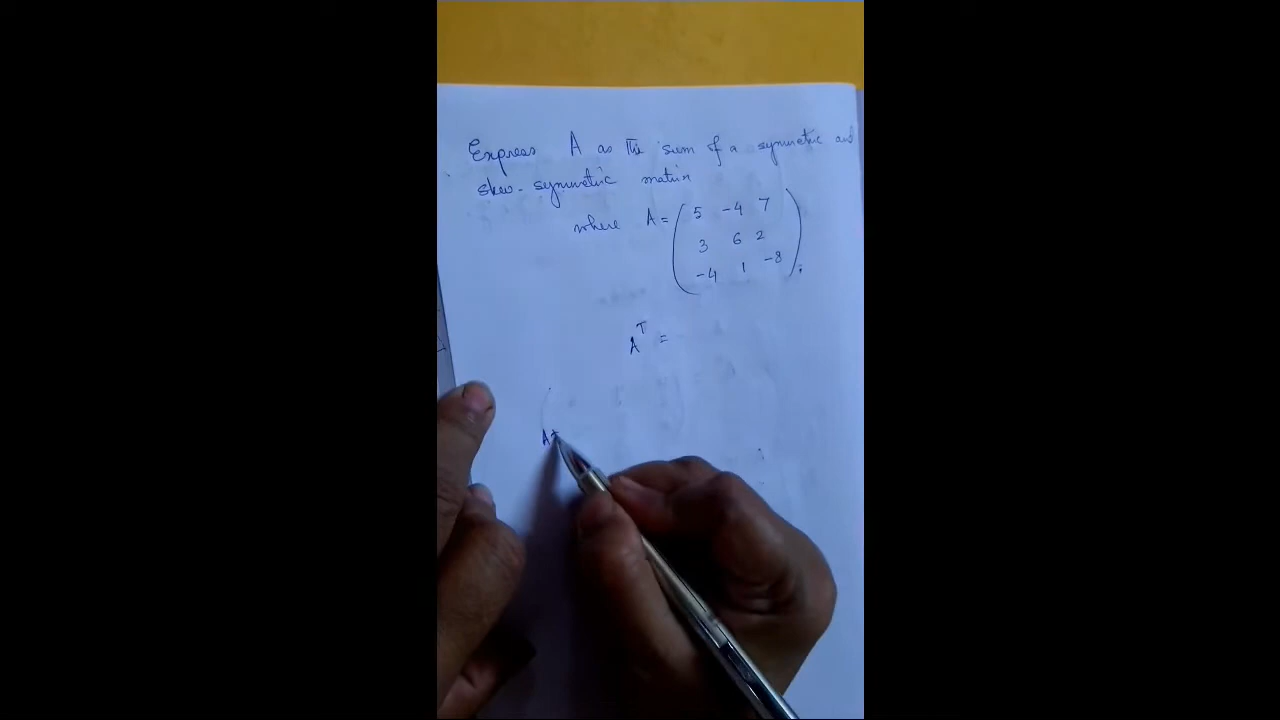 Express A as the sum of a symmetric and
skew-symmetric matrix
where A = ( 5 -4 7
3 6 2
-4 1 -8 ).
A^T =
A+